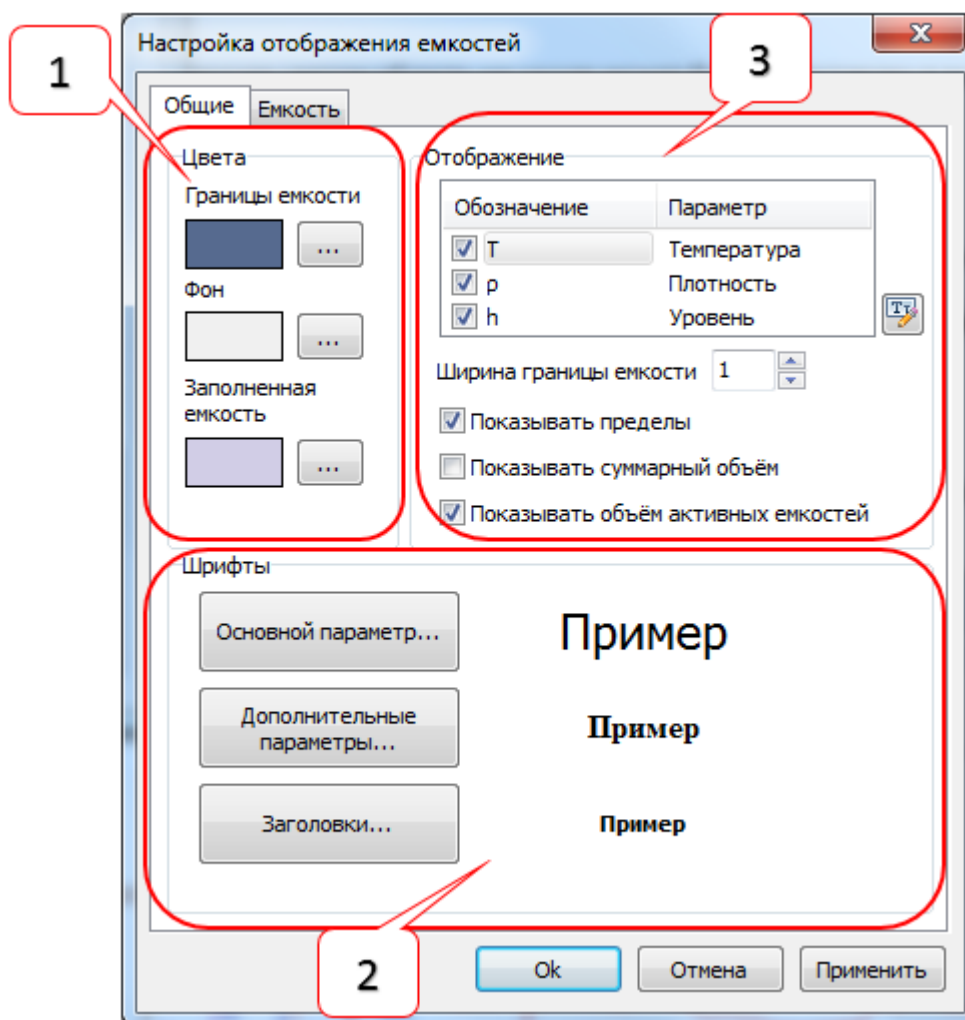 Настройка отображения емкостей
1
3
Общие
Емкость
Цвета
Границы емкости
...
Фон
...
Заполненная
емкость
...
Отображение
Обозначение Параметр
T Температура
ρ Плотность
h Уровень
Ширина границы емкости 1
Показывать пределы
Показывать суммарный объём
Показывать объём активных емкостей
Шрифты
Основной параметр... Пример
Дополнительные
параметры...
Пример
Заголовки... Пример
2
Ok Отмена Применить